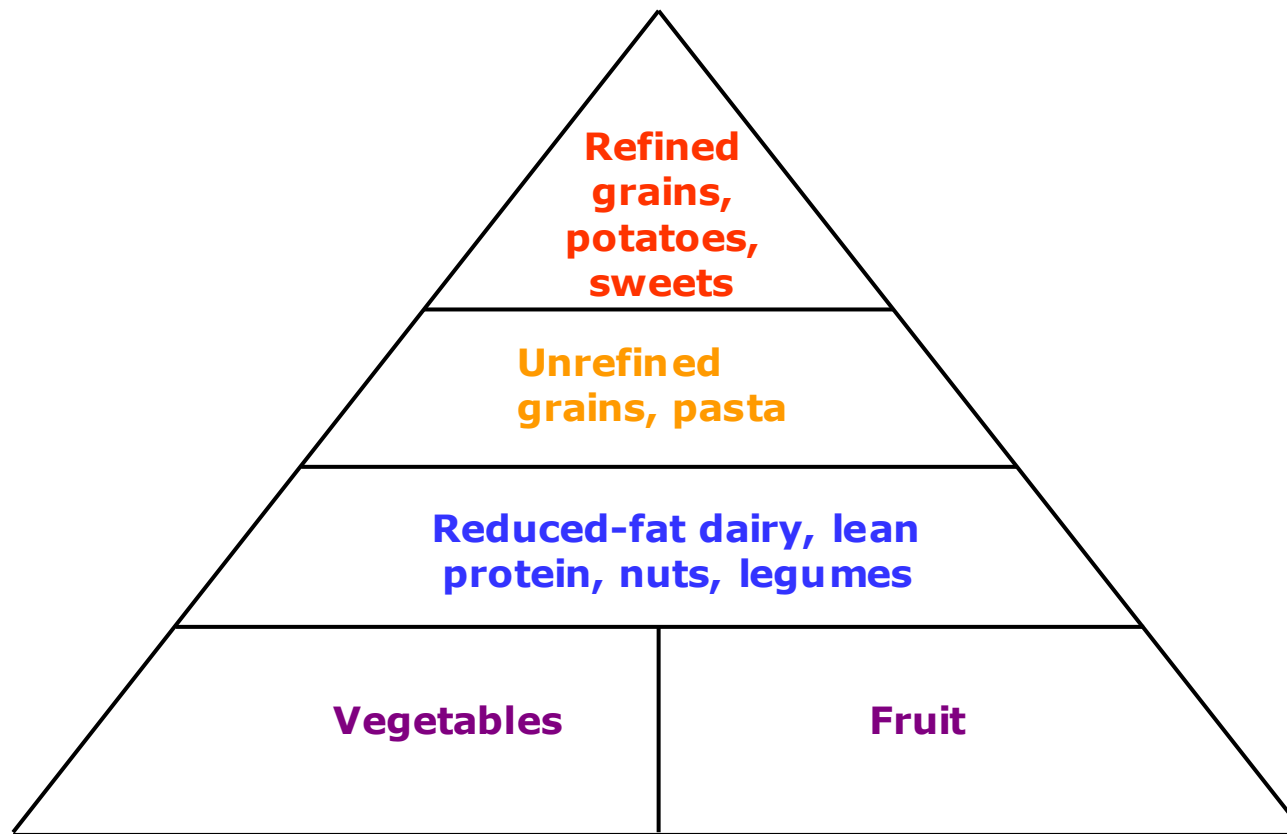 Refined
grains,
potatoes,
sweets
Unrefined
grains, pasta
Reduced-fat dairy, lean
protein, nuts, legumes
Vegetables
Fruit